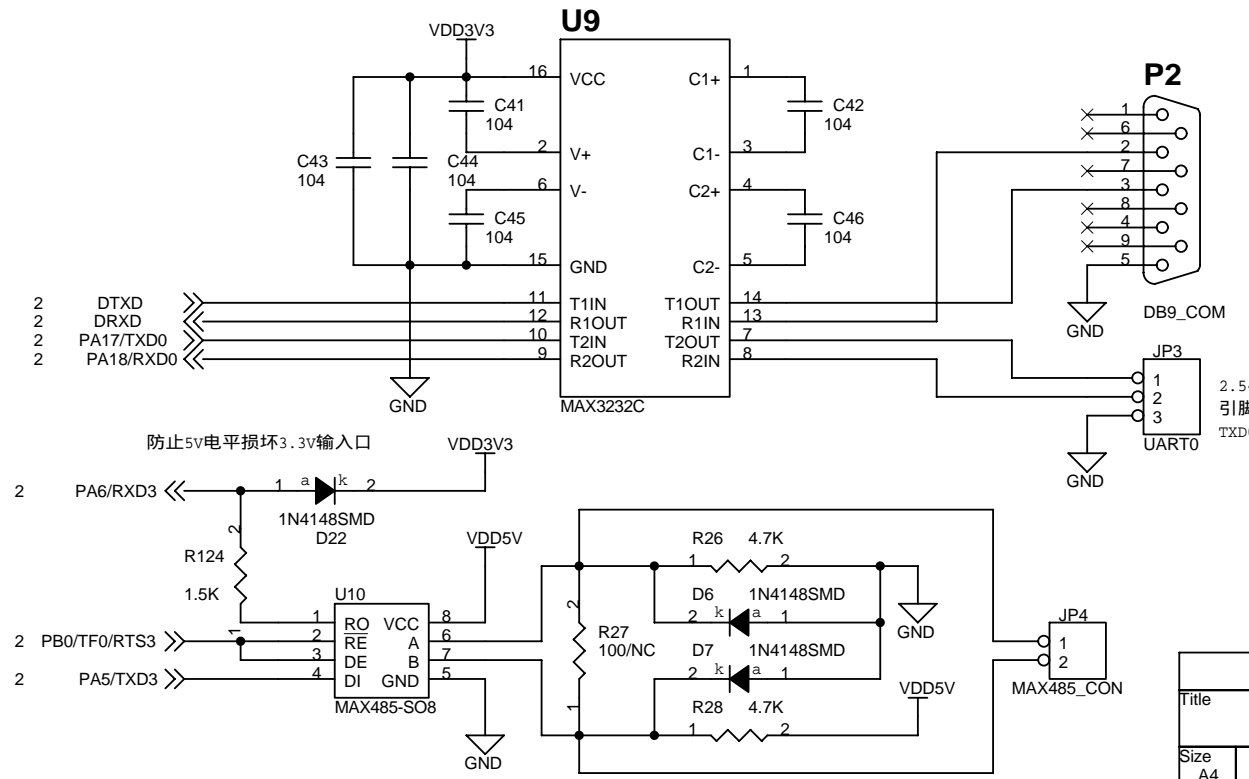 U9
VDD3V3
16 VCC C1+ 1
C41
104
C42
104
2 V+ C1- 3
C43
104
C44
104
6 V- C2+ 4
C45
104
C46
104
15 GND C2- 5
2 DTXD 11 T1IN T1OUT 14
2 DRXD 12 R1OUT R1IN 13
2 PA17/TXD0 10 T2IN T2OUT 7
2 PA18/RXD0 9 R2OUT R2IN 8
GND
MAX3232C
P2
1
6
2
7
3
8
4
9
5
GND
DB9_COM
JP3
1
2
3
UART0
GND
2.5
引脚
TXD
防止5V电平损坏3.3V输入口
VDD3V3
2 PA6/RXD3
1 a k 2
1N4148SMD
D22
2
R124
1.5K
1
VDD5V
U10
1 RO VCC 8
2 PB0/TF0/RTS3 2 RE A 6
3 DE B 7
2 PA5/TXD3 4 DI GND 5
MAX485-SO8
GND
R26 4.7K
1 2
D6 1N4148SMD
2 k a 1
GND
2
R27
100/NC
1
D7 1N4148SMD
2 k a 1
VDD5V
R28 4.7K
1 2
JP4
1
2
MAX485_CON
Title
Size
A4